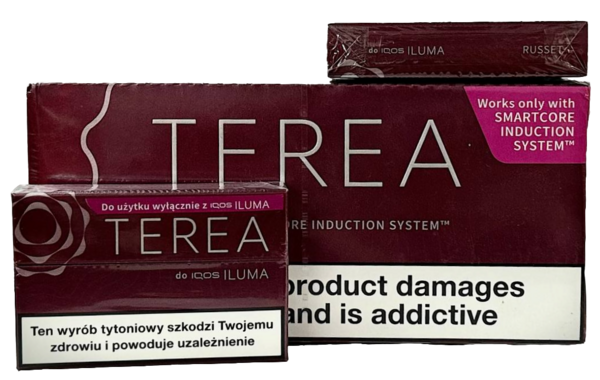 do IQOS ILUMA
RUSSET
TEREA
Works only with
SMARTCORE
INDUCTION
SYSTEM™
INDUCTION SYSTEM™
product damages
and is addictive
Do użytku wyłącznie z IQOS ILUMA
TEREA
do IQOS ILUMA
Ten wyrób tytoniowy szkodzi Twojemu
zdrowiu i powoduje uzależnienie